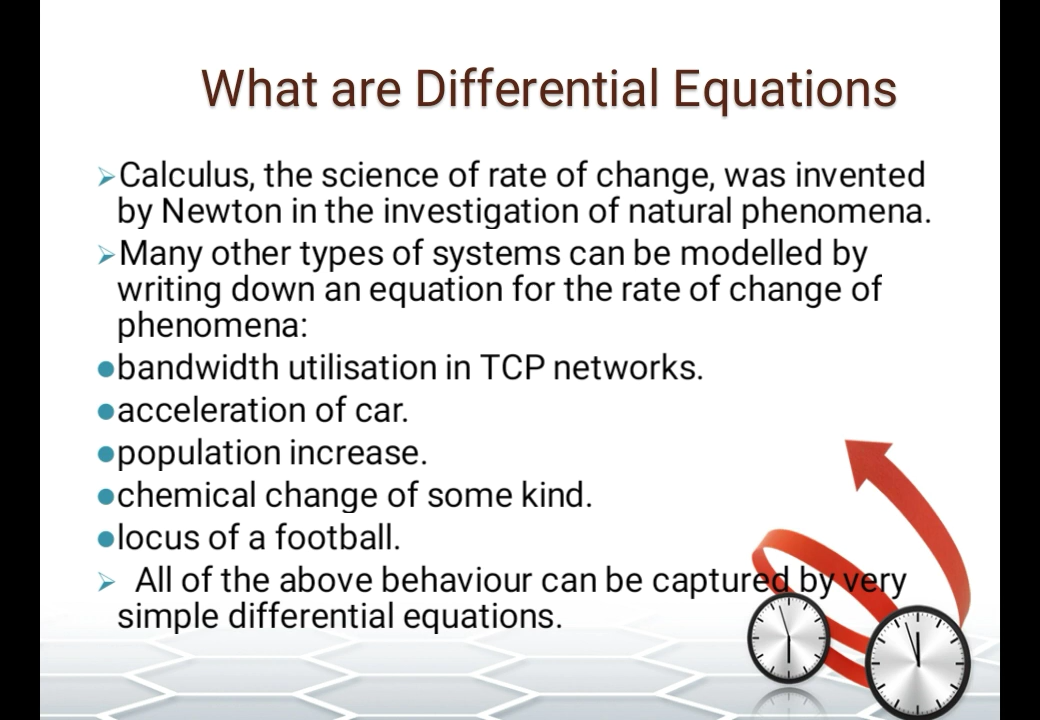 What are Differential Equations
➢Calculus, the science of rate of change, was invented
by Newton in the investigation of natural phenomena.
➢Many other types of systems can be modelled by
writing down an equation for the rate of change of
phenomena:
●bandwidth utilisation in TCP networks.
●acceleration of car.
●population increase.
●chemical change of some kind.
●locus of a football.
➢ All of the above behaviour can be captured by very
simple differential equations.